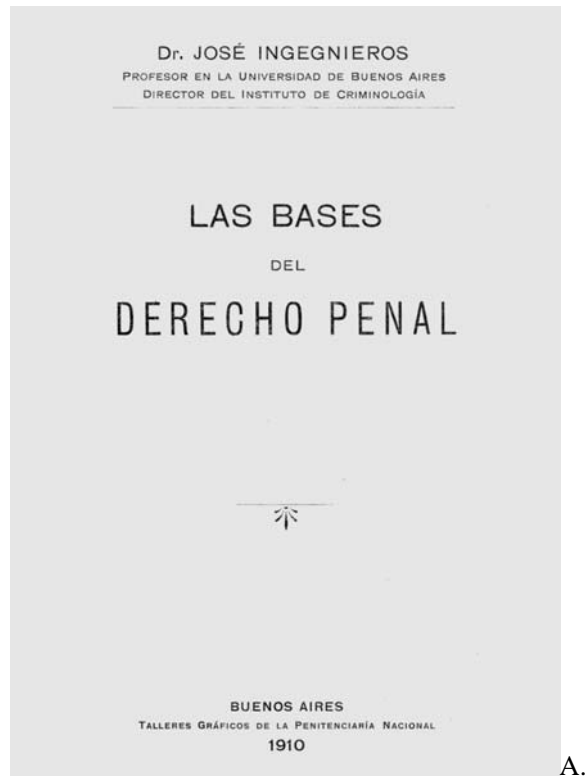 Dr. JOSÉ INGEGNIEROS
PROFESOR EN LA UNIVERSIDAD DE BUENOS AIRES
DIRECTOR DEL INSTITUTO DE CRIMINOLOGÍA
LAS BASES
DEL
DERECHO PENAL
BUENOS AIRES
TALLERES GRÁFICOS DE LA PENITENCIARÍA NACIONAL
1910
A.